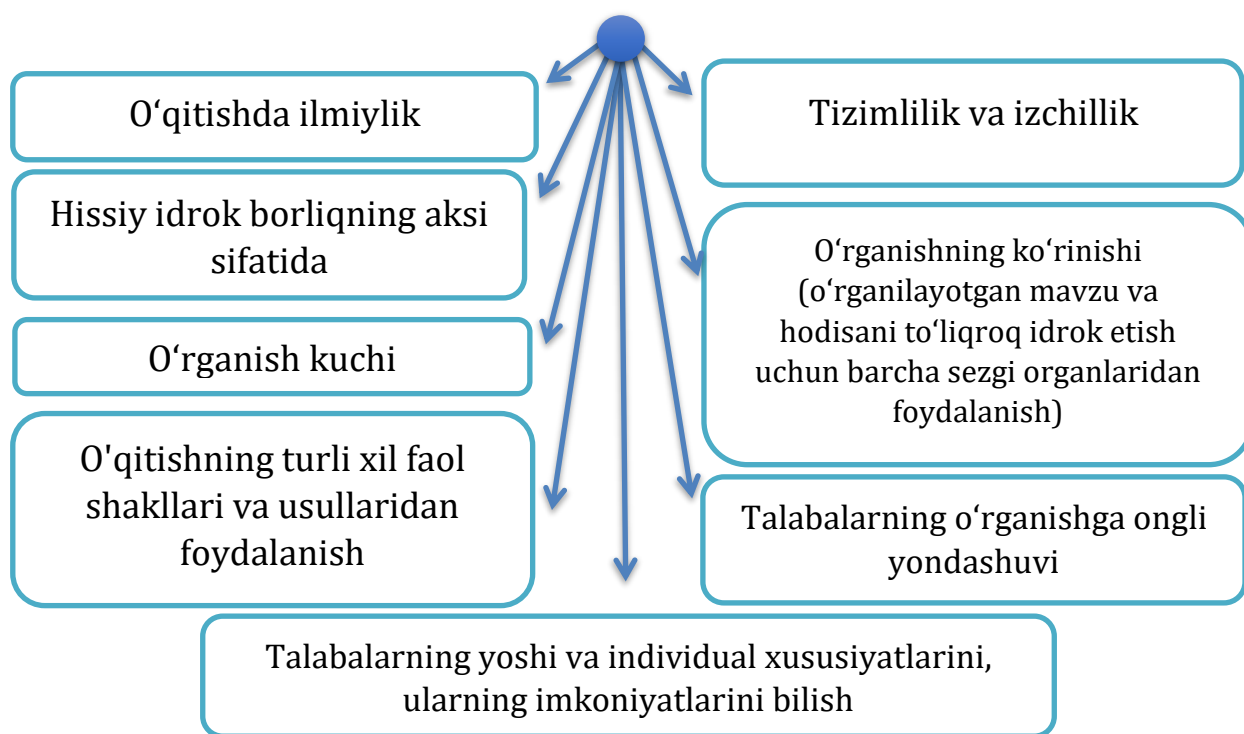 O‘qitishda ilmiylik
Tizimlilik va izchillik
Hissiy idrok borliqning aksi
sifatida
O‘rganishning ko‘rinishi
(o‘rganilayotgan mavzu va
hodisani to‘liqroq idrok etish
uchun barcha sezgi organlaridan
foydalanish)
O‘rganish kuchi
O'qitishning turli xil faol
shakllari va usullaridan
foydalanish
Talabalarning o‘rganishga ongli
yondashuvi
Talabalarning yoshi va individual xususiyatlarini,
ularning imkoniyatlarini bilish